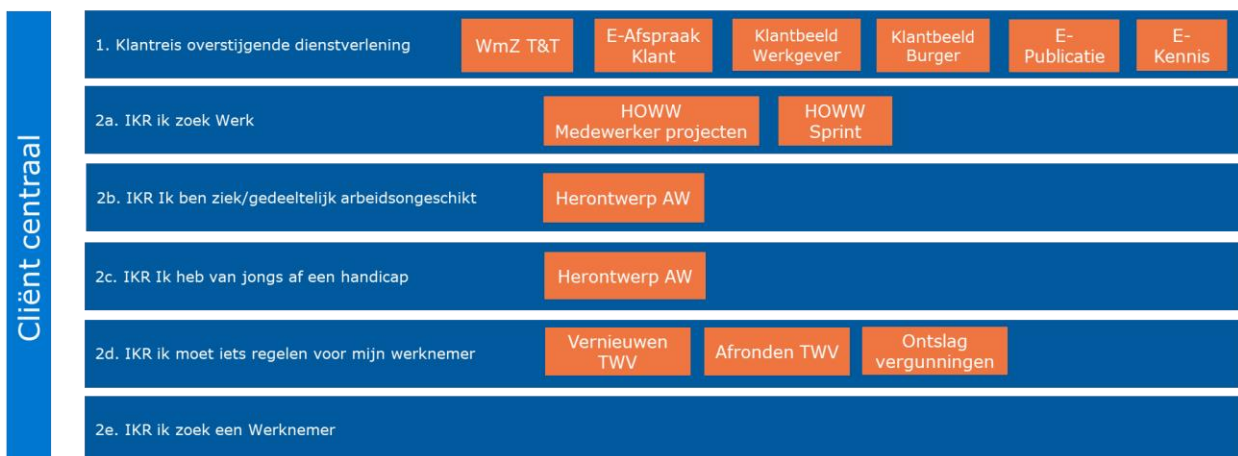 Cliënt centraal
1. Klantreis overstijgende dienstverlening
WmZ T&T
E-Afspraak
Klant
Klantbeeld
Werkgever
Klantbeeld
Burger
E-
Publicatie
E-
Kennis
2a. IKR ik zoek Werk
HOWW
Medewerker projecten
HOWW
Sprint
2b. IKR Ik ben ziek/gedeeltelijk arbeidsongeschikt
Herontwerp AW
2c. IKR Ik heb van jongs af een handicap
Herontwerp AW
2d. IKR ik moet iets regelen voor mijn werknemer
Vernieuwen
TWV
Afronden TWV
Ontslag
vergunningen
2e. IKR ik zoek een Werknemer